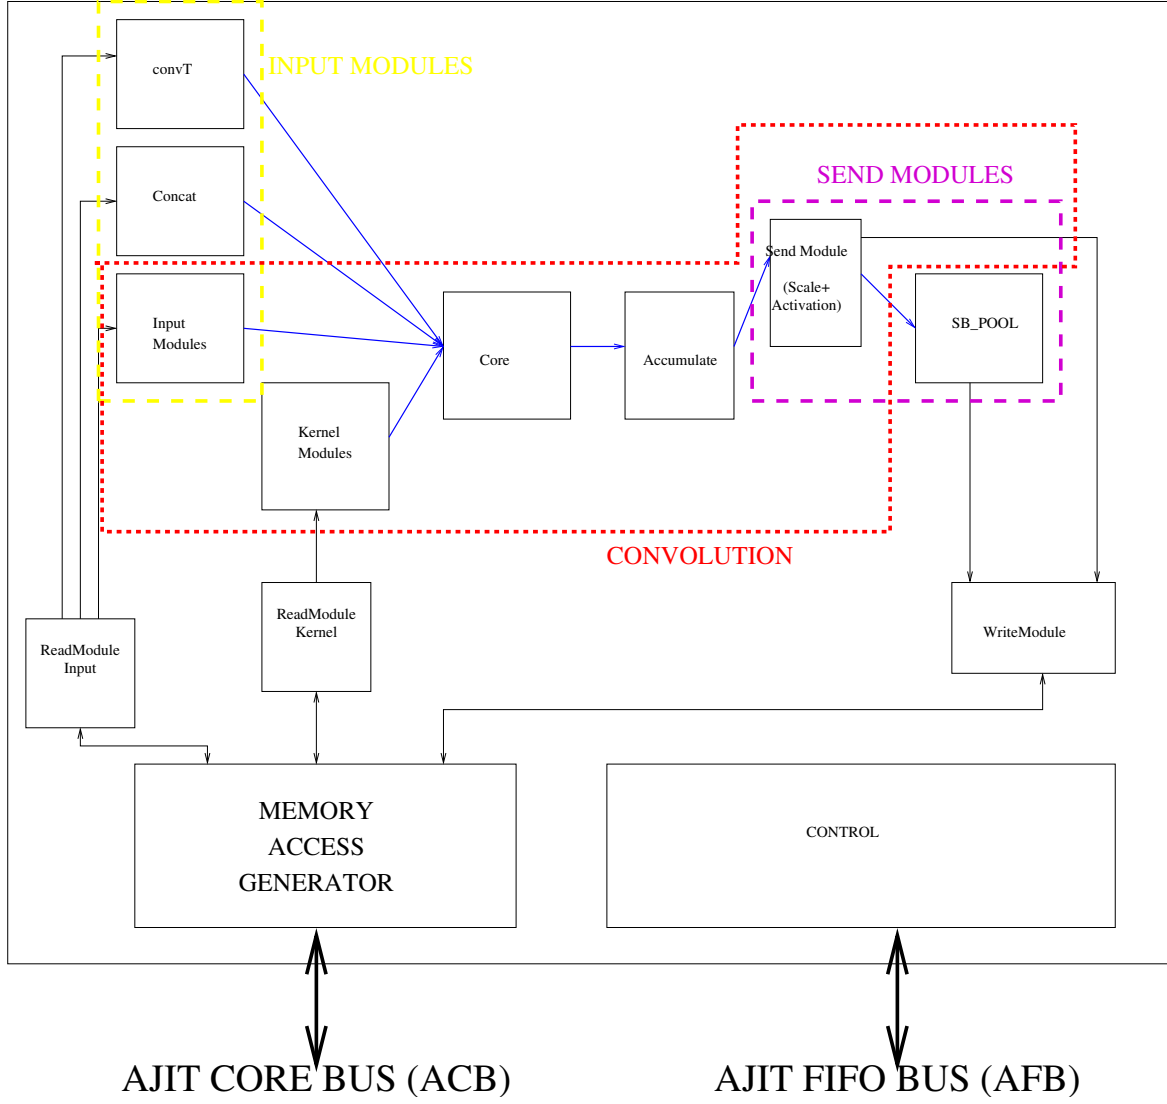 convT
INPUT MODULES
Concat
SEND MODULES
Send Module
(Scale+
Activation)
Input
Modules
SB_POOL
Core
Accumulate
Kernel
Modules
CONVOLUTION
ReadModule
Kernel
ReadModule
Input
WriteModule
MEMORY
ACCESS
GENERATOR
CONTROL
AJIT CORE BUS (ACB)
AJIT FIFO BUS (AFB)